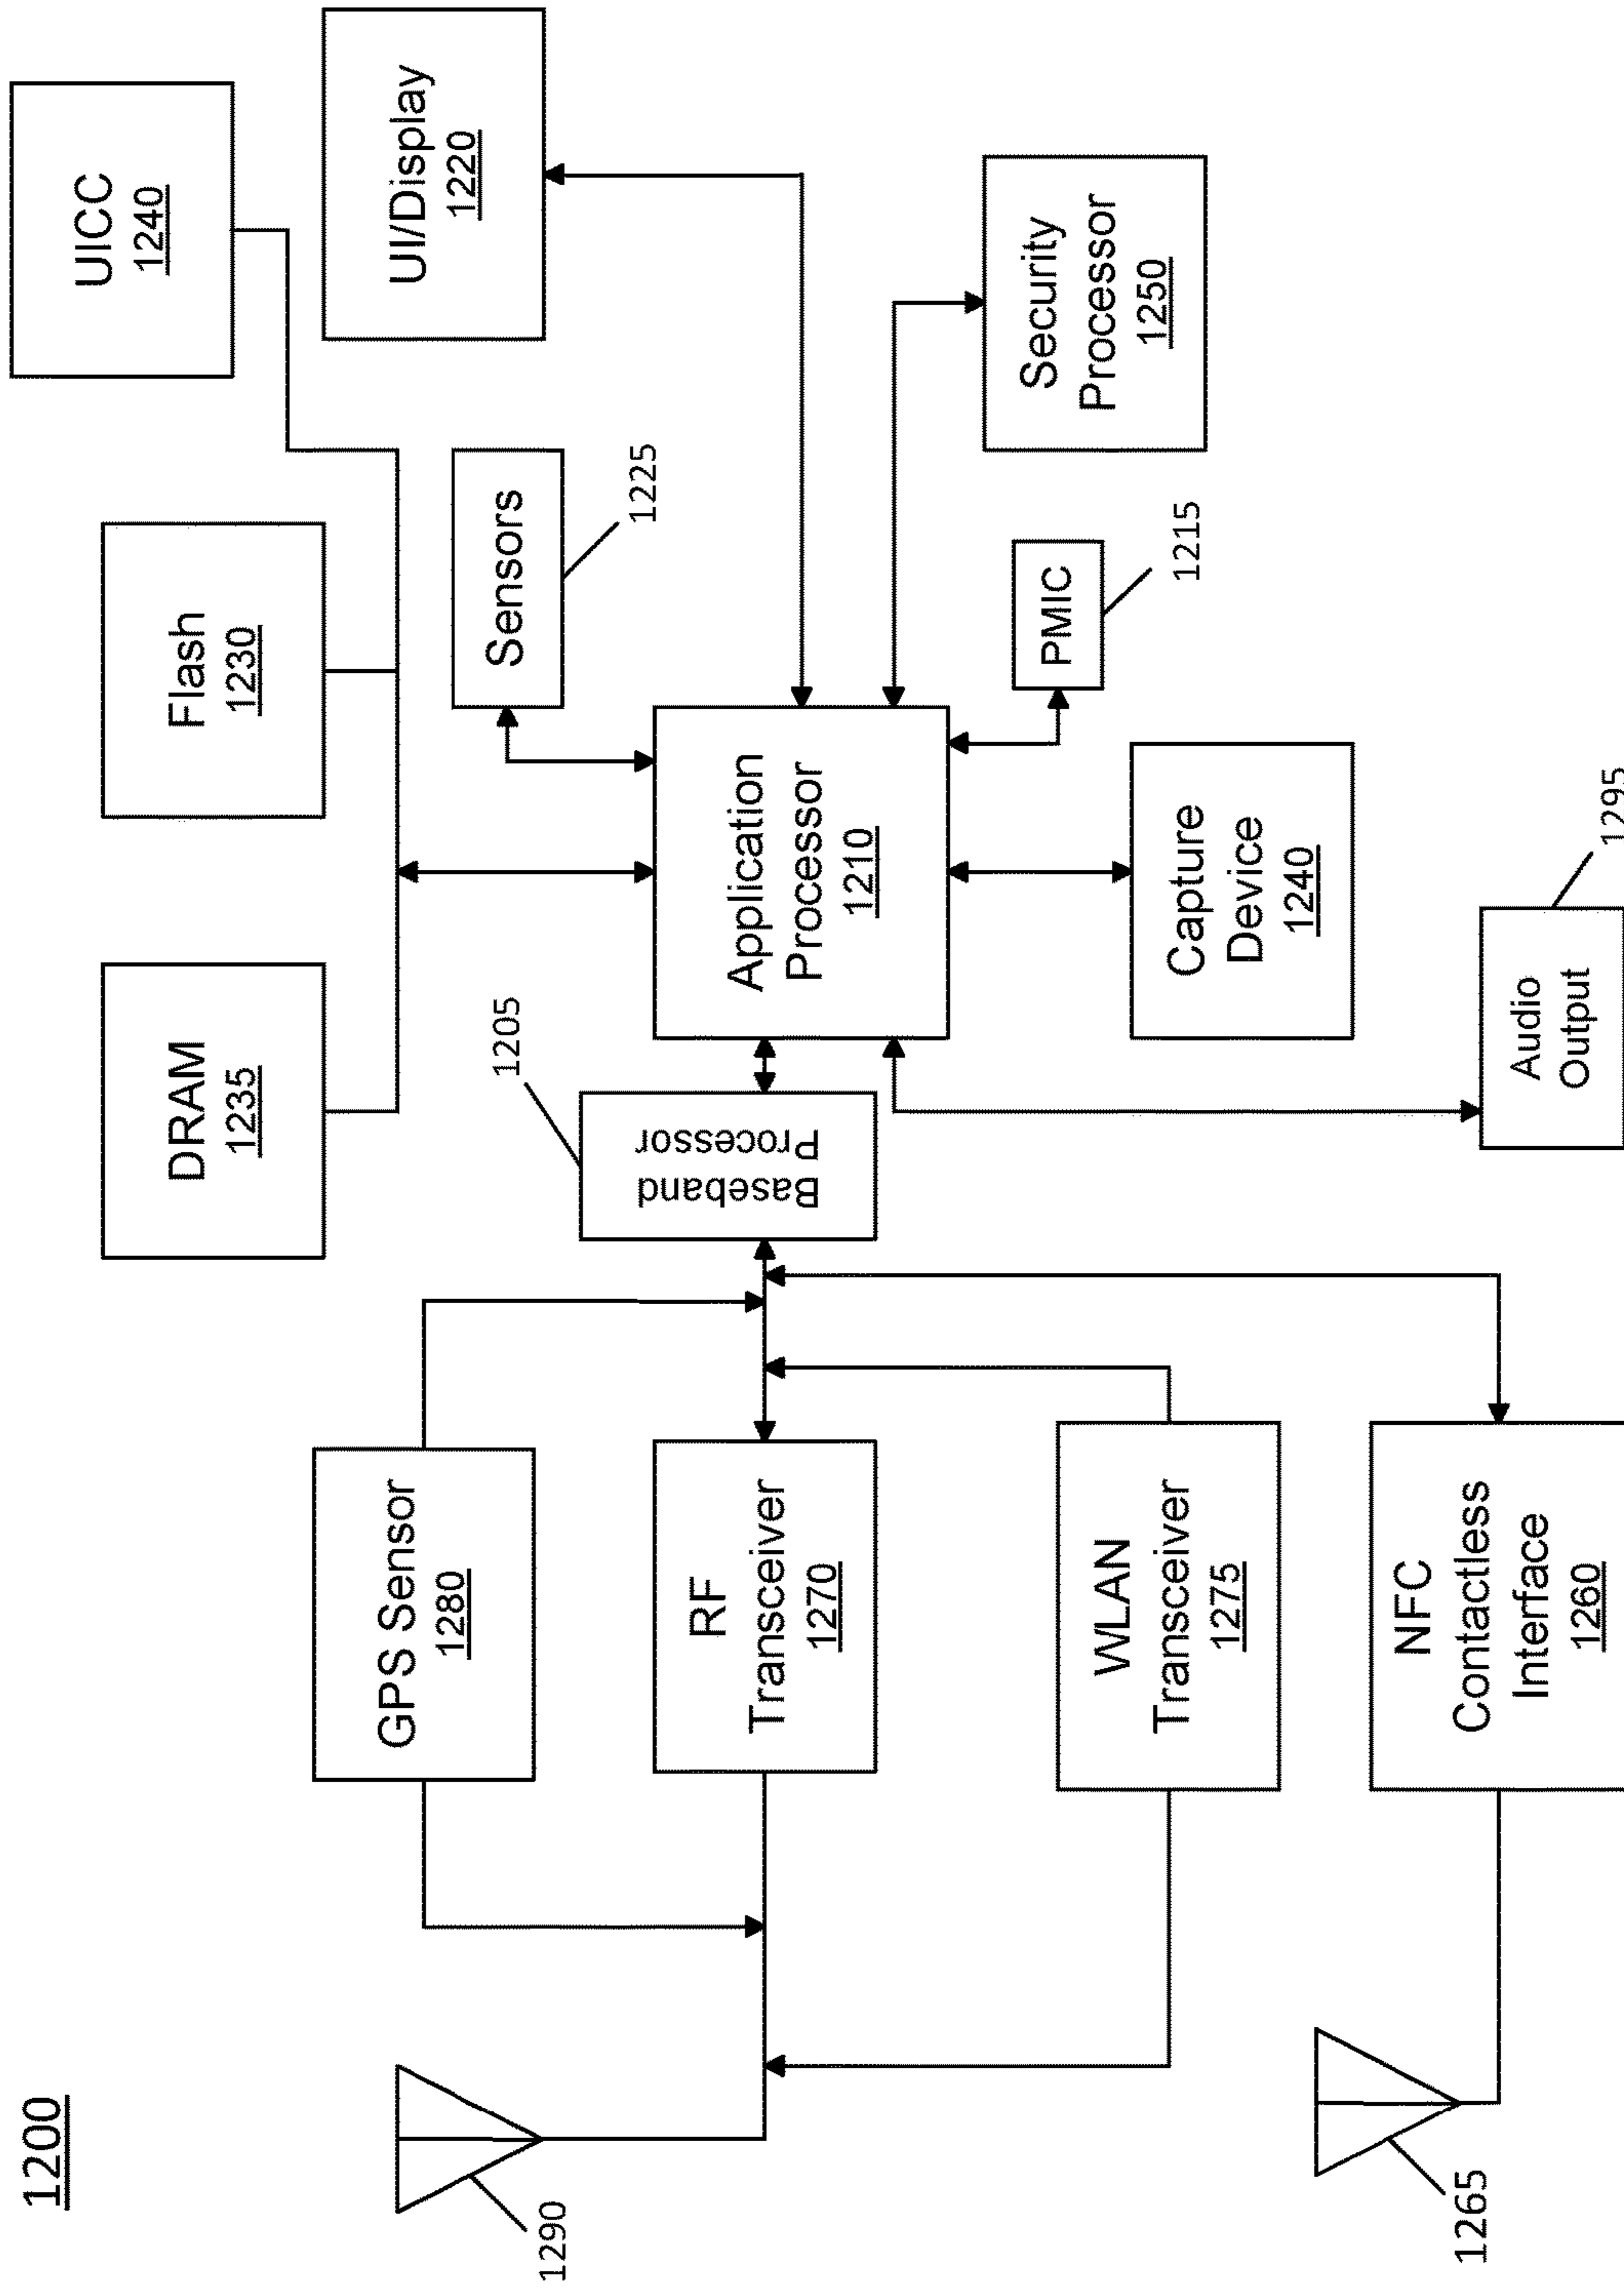 1200
UICC
1240
Flash
1230
DRAM
1235
UI/Display
1220
Sensors
1225
GPS Sensor
1280
1290
1205
Baseband
Processor
Application
Processor
1210
RF
Transceiver
1270
Security
Processor
1250
PMIC
1215
WLAN
Transceiver
1275
Capture
Device
1240
1265
NFC
Contactless
Interface
1260
Audio
Output
1295